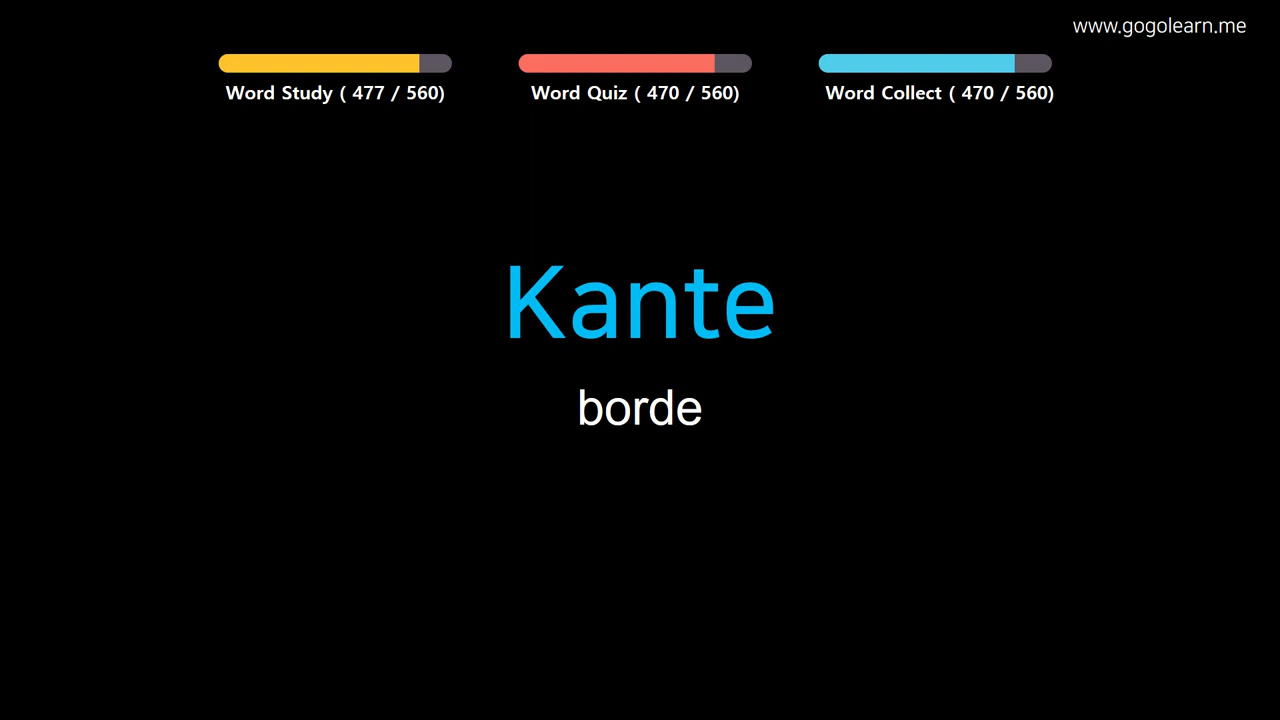 www.gogolearn.me
Word Study ( 477 / 560)
Word Quiz ( 470 / 560)
Word Collect ( 470 / 560)
Kante
borde